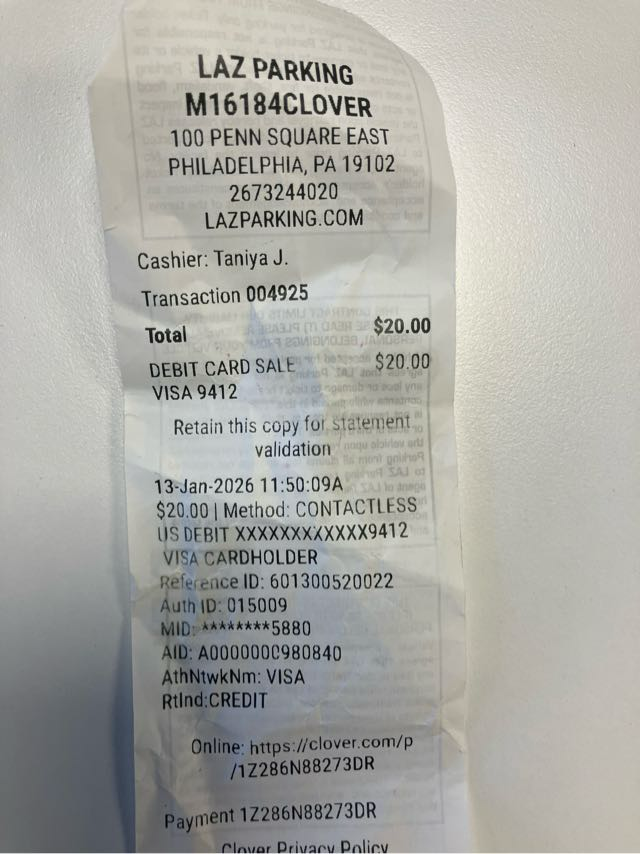 LAZ PARKING
M16184CLOVER
100 PENN SQUARE EAST
PHILADELPHIA, PA 19102
2673244020
LAZPARKING.COM
Cashier: Taniya J.
Transaction 004925
Total $20.00
DEBIT CARD SALE $20.00
VISA 9412
Retain this copy for statement
validation
13-Jan-2026 11:50:09A
$20.00 | Method: CONTACTLESS
US DEBIT XXXXXXXXXXXX9412
VISA CARDHOLDER
Reference ID: 601300520022
Auth ID: 015009
MID: ********5880
AID: A0000000980840
AthNtwkNm: VISA
RtInd:CREDIT
Online: https://clover.com/p
/1Z286N88273DR
Payment 1Z286N88273DR
Clover Privacy Policy